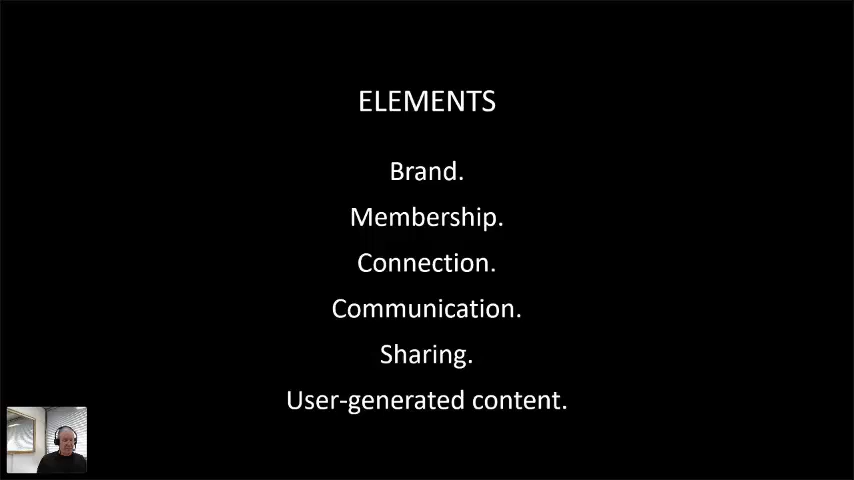 ELEMENTS
Brand.
Membership.
Connection.
Communication.
Sharing.
User-generated content.